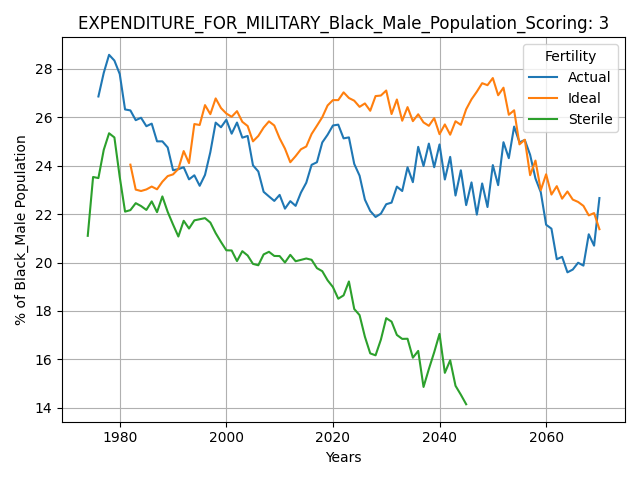 EXPENDITURE_FOR_MILITARY_Black_Male_Population_Scoring: 3
Fertility
Actual
Ideal
Sterile
% of Black_Male Population
28
26
24
22
20
18
16
14
1980
2000
2020
2040
2060
Years